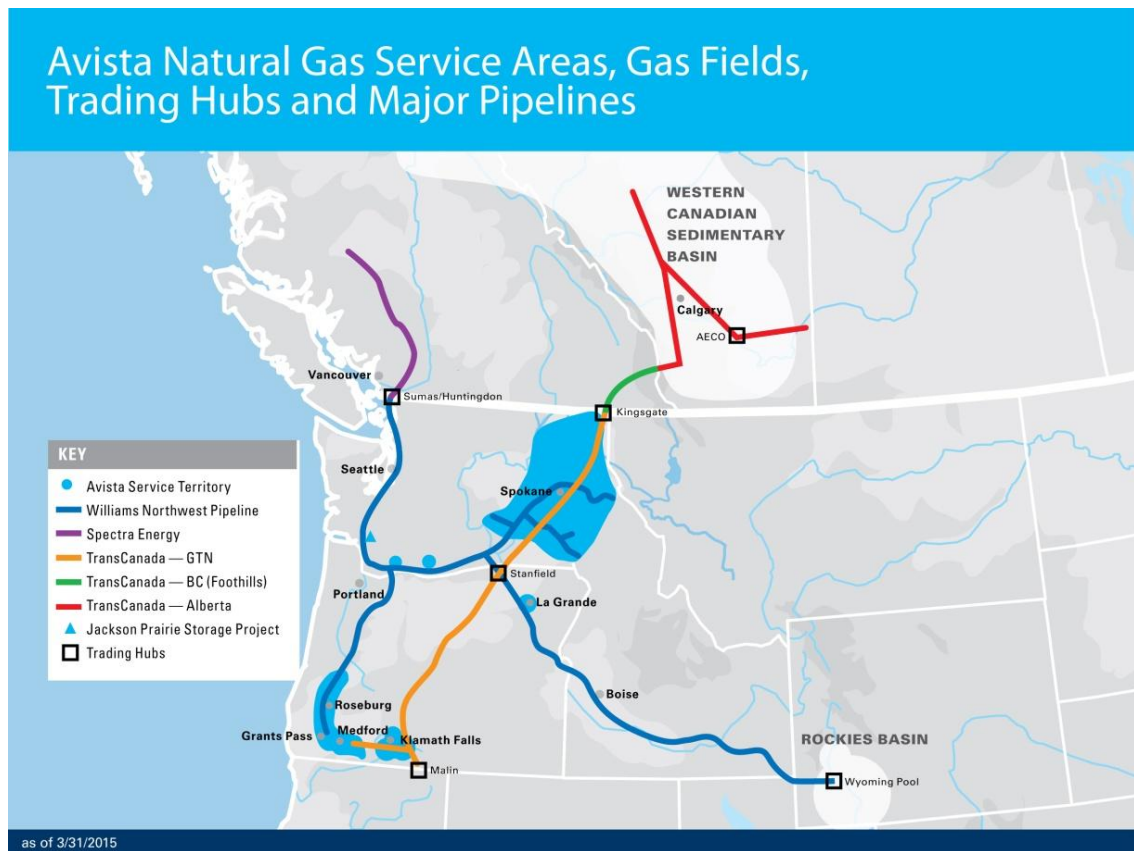 Avista Natural Gas Service Areas, Gas Fields,
Trading Hubs and Major Pipelines
WESTERN
CANADIAN
SEDIMENTARY
BASIN
Calgary
AECO
Vancouver
Sumas/Huntingdon
Kingsgate
KEY
Avista Service Territory
Williams Northwest Pipeline
Spectra Energy
TransCanada — GTN
TransCanada — BC (Foothills)
TransCanada — Alberta
Jackson Prairie Storage Project
Trading Hubs
Seattle
Spokane
Stanfield
Portland
La Grande
Boise
Roseburg
Grants Pass
Medford
Klamath Falls
Malin
ROCKIES BASIN
Wyoming Pool
as of 3/31/2015